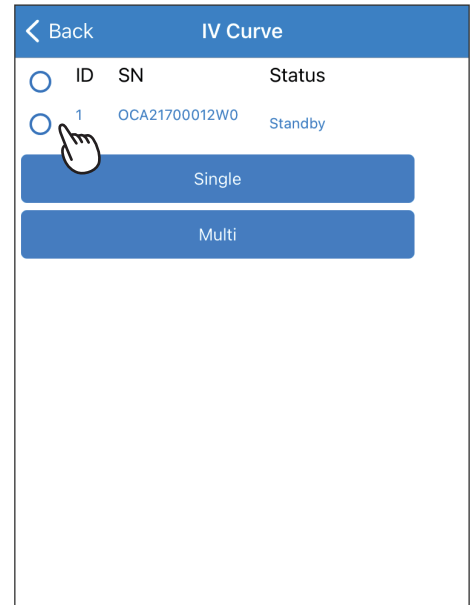 Back IV Curve
ID SN Status
1 OCA21700012W0 Standby
Single
Multi